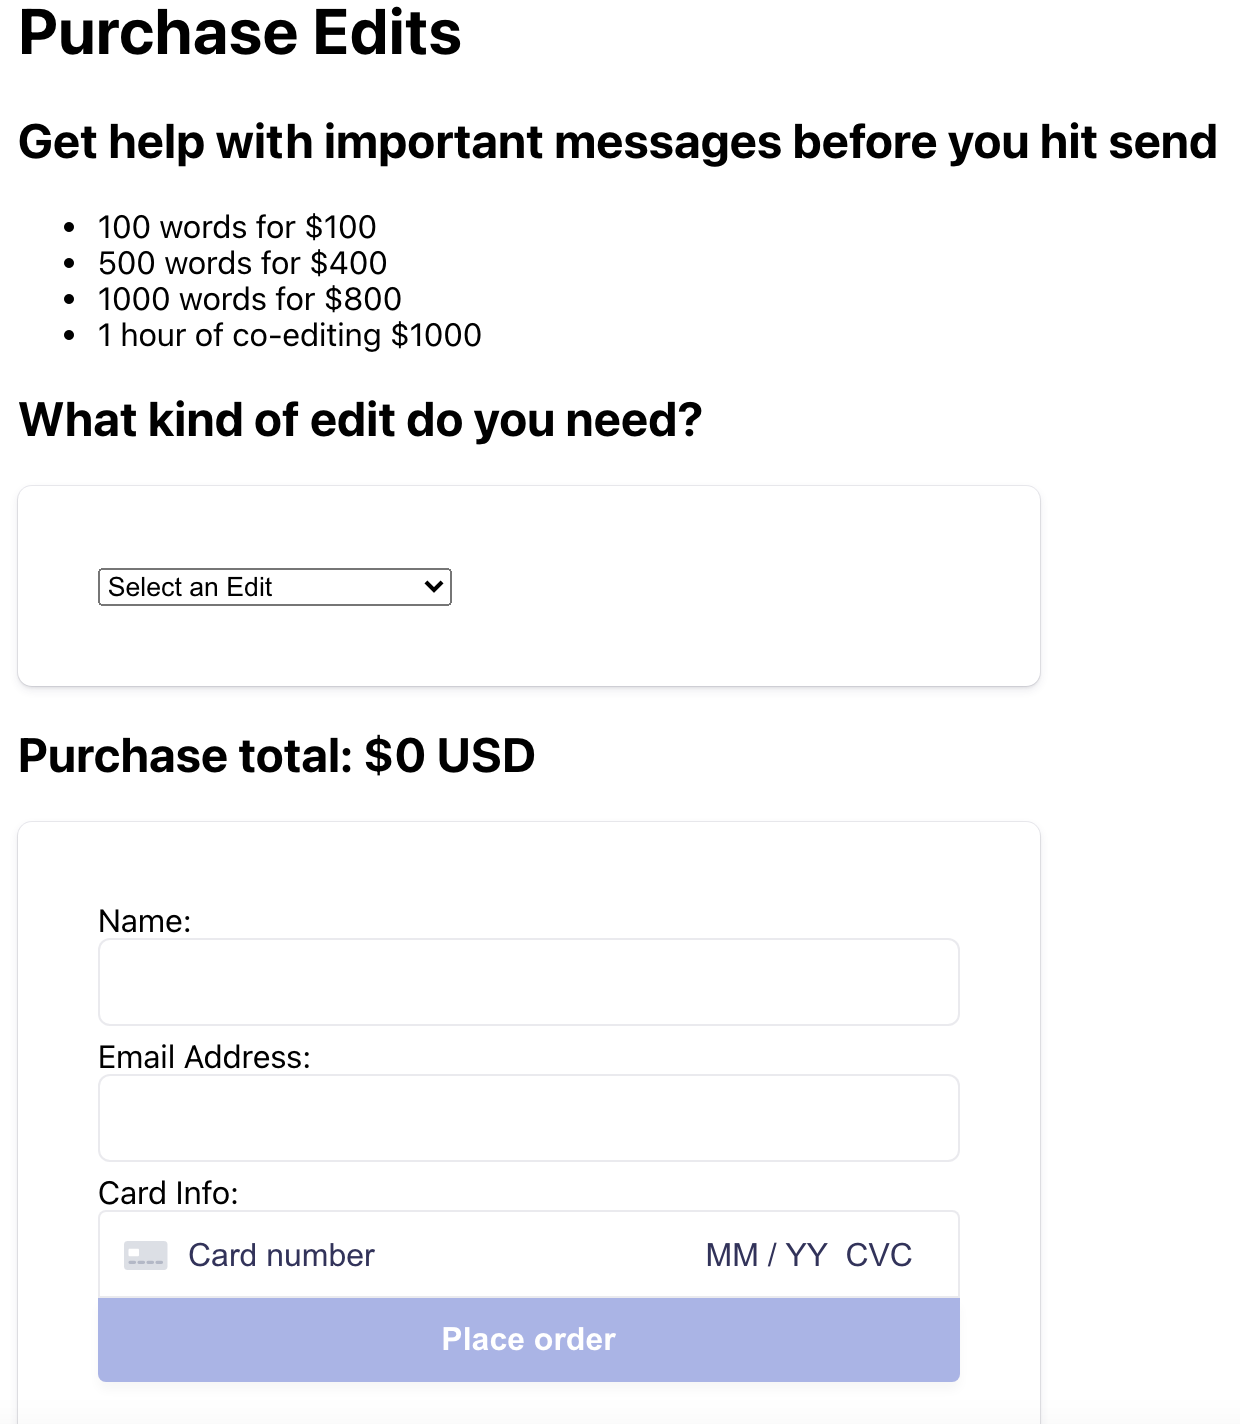 Purchase Edits
Get help with important messages before you hit send
• 100 words for $100
• 500 words for $400
• 1000 words for $800
• 1 hour of co-editing $1000
What kind of edit do you need?
Select an Edit
Purchase total: $0 USD
Name:
Email Address:
Card Info:
Card number MM / YY CVC
Place order